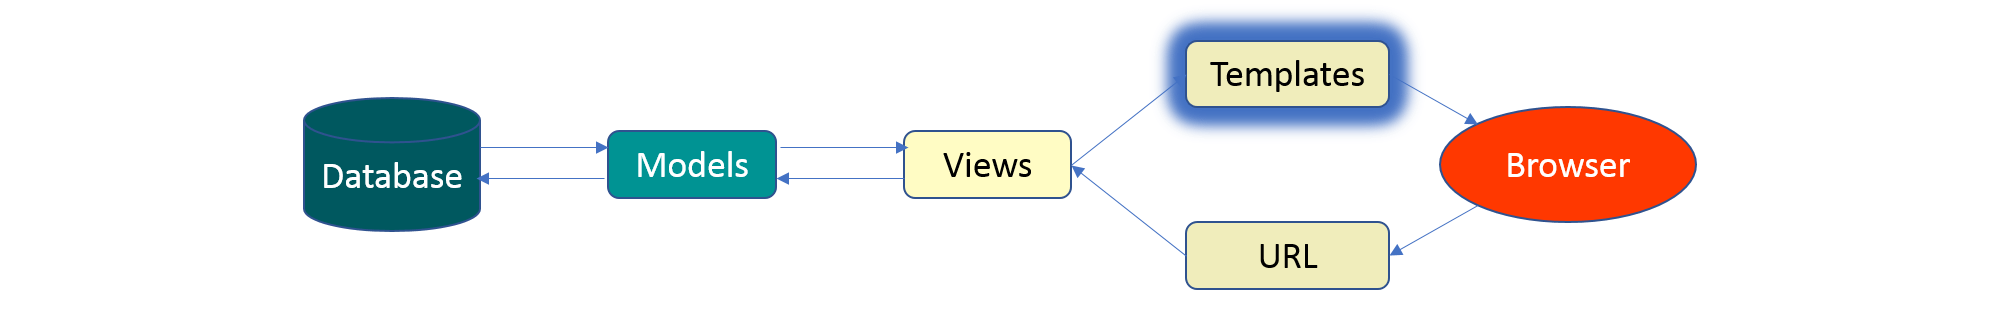 Database
Models
Views
Templates
URL
Browser